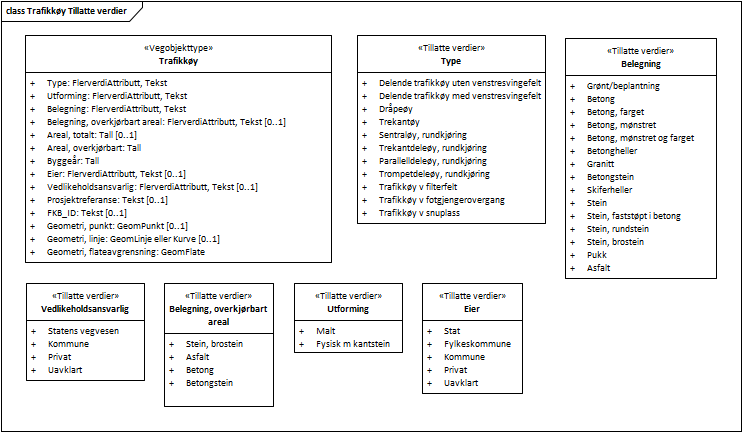 class Trafikkøy Tillatte verdier
«Vegobjekttype»
Trafikkøy
+ Type: FlerverdiAttributt, Tekst
+ Utforming: FlerverdiAttributt, Tekst
+ Belegning: FlerverdiAttributt, Tekst
+ Belegning, overkjørbart areal: FlerverdiAttributt, Tekst [0..1]
+ Areal, totalt: Tall [0..1]
+ Areal, overkjørbart: Tall
+ Byggeår: Tall
+ Eier: FlerverdiAttributt, Tekst [0..1]
+ Vedlikeholdsansvarlig: FlerverdiAttributt, Tekst [0..1]
+ Prosjektreferanse: Tekst [0..1]
+ FKB_ID: Tekst [0..1]
+ Geometri, punkt: GeomPunkt [0..1]
+ Geometri, linje: GeomLinje eller Kurve [0..1]
+ Geometri, flateavgrensning: GeomFlate
«Tillatte verdier»
Type
+ Delende trafikkøy uten venstresvingefelt
+ Delende trafikkøy med venstresvingefelt
+ Dråpeøy
+ Trekantøy
+ Sentraløy, rundkjøring
+ Trekantdeleøy, rundkjøring
+ Parallelldeleøy, rundkjøring
+ Trompetdeleøy, rundkjøring
+ Trafikkøy v filterfelt
+ Trafikkøy v fotgjengerovergang
+ Trafikkøy v snuplass
«Tillatte verdier»
Belegning
+ Grønt/beplantning
+ Betong
+ Betong, farget
+ Betong, mønstret
+ Betong, mønstret og farget
+ Betongheller
+ Granitt
+ Betongstein
+ Skiferheller
+ Stein
+ Stein, faststøpt i betong
+ Stein, rundstein
+ Stein, brostein
+ Pukk
+ Asfalt
«Tillatte verdier»
Vedlikeholdsansvarlig
+ Statens vegvesen
+ Kommune
+ Privat
+ Uavklart
«Tillatte verdier»
Belegning, overkjørbart
areal
+ Stein, brostein
+ Asfalt
+ Betong
+ Betongstein
«Tillatte verdier»
Utforming
+ Malt
+ Fysisk m kantstein
«Tillatte verdier»
Eier
+ Stat
+ Fylkeskommune
+ Kommune
+ Privat
+ Uavklart